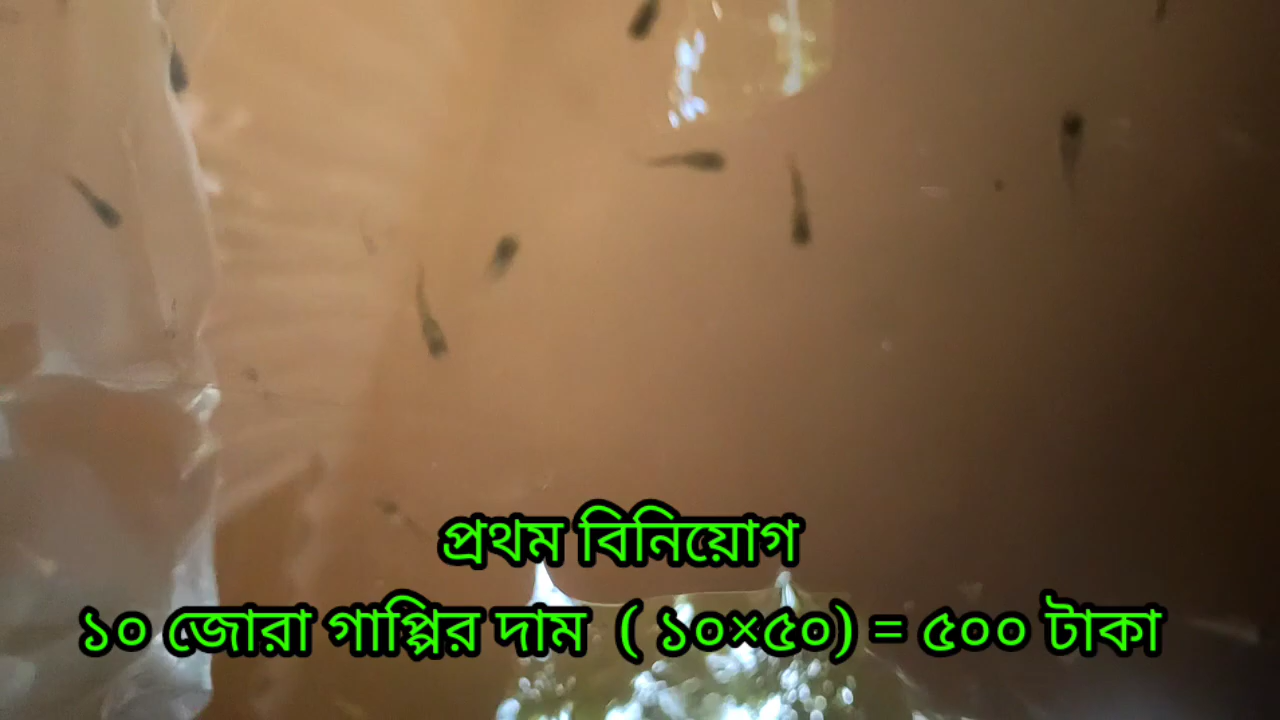 প্রথম বিনিয়োগ
১০ জোরা গাপ্পির দাম ( ১০×৫০) = ৫০০ টাকা